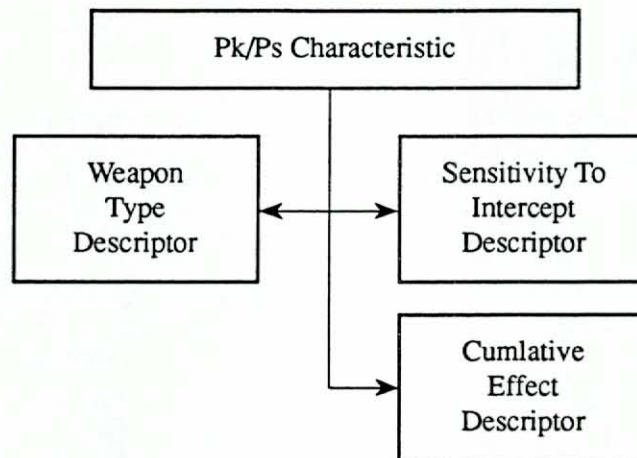 Pk/Ps Characteristic
Weapon
Type
Descriptor
Sensitivity To
Intercept
Descriptor
Cumlative
Effect
Descriptor